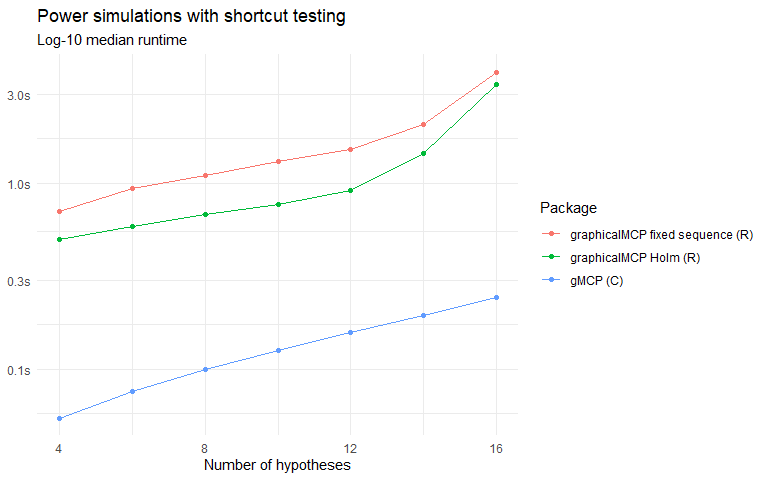 Power simulations with shortcut testing
Log-10 median runtime
3.0s
1.0s
0.3s
0.1s
4 8 12 16
Number of hypotheses
Package
graphicalMCP fixed sequence (R)
graphicalMCP Holm (R)
gMCP (C)